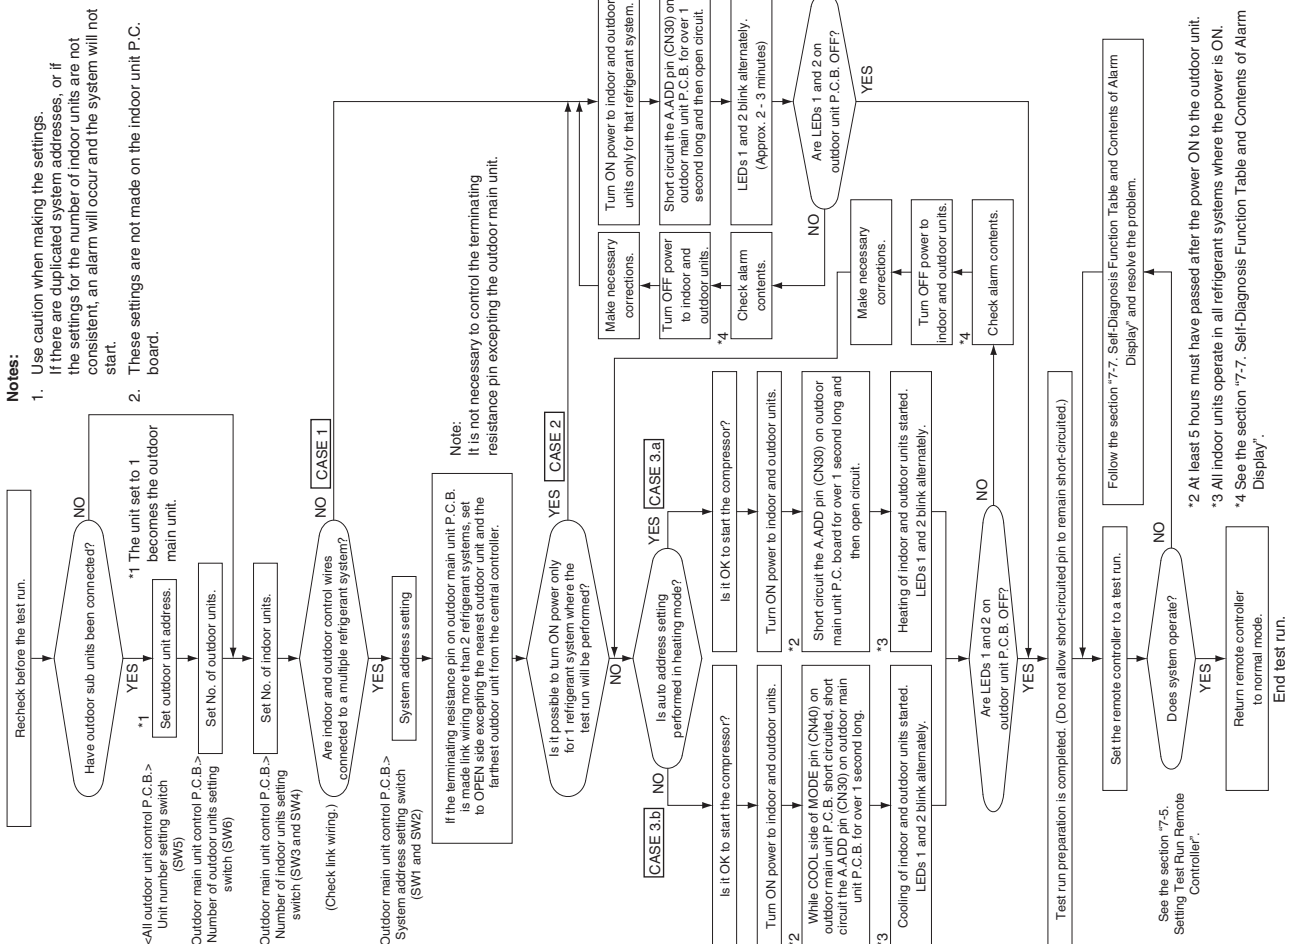 Recheck before the test run.
Notes:
1. Use caution when making the settings.
If there are duplicated system addresses, or if
the settings for the number of indoor units are not
consistent, an alarm will occur and the system will not
start.
2. These settings are not made on the indoor unit P.C.
board.
Have outdoor sub units been connected?
NO
YES
*1
*1 The unit set to 1
becomes the outdoor
main unit.
<All outdoor unit control P.C.B.>
Unit number setting switch
(SW5)
Set outdoor unit address.
Outdoor main unit control P.C.B.>
Number of outdoor units setting
switch (SW6)
Set No. of outdoor units.
Outdoor main unit control P.C.B.>
Number of indoor units setting
switch (SW3 and SW4)
Set No. of indoor units.
(Check link wiring.)
Are indoor and outdoor control wires
connected to a multiple refrigerant system?
NO
CASE 1
YES
Outdoor main unit control P.C.B.>
System address setting switch
(SW1 and SW2)
System address setting
If the terminating resistance pin on outdoor main unit P.C.B.
is made link wiring more than 2 refrigerant systems, set
to OPEN side excepting the nearest outdoor unit and the
farthest outdoor unit from the central controller.
Note:
It is not necessary to control the terminating
resistance pin excepting the outdoor main unit.
Is it possible to turn ON power only
for 1 refrigerant system where the
test run will be performed?
YES
CASE 2
NO
Turn ON power to indoor and outdoor
units only for that refrigerant system.
Short circuit the A.ADD pin (CN30) on
outdoor main unit P.C.B. for over 1
second long and then open circuit.
LEDs 1 and 2 blink alternately.
(Approx. 2 - 3 minutes)
Are LEDs 1 and 2 on
outdoor unit P.C.B. OFF?
YES
NO
Make necessary
corrections.
Turn OFF power
to indoor and
outdoor units.
*4
Check alarm
contents.
Is auto address setting
performed in heating mode?
NO
CASE 3.b
YES
CASE 3.a
Is it OK to start the compressor?
Is it OK to start the compressor?
Turn ON power to indoor and outdoor units.
Turn ON power to indoor and outdoor units.
*2
*2
While COOL side of MODE pin (CN40) on
outdoor main unit P.C.B. short circuited, short
circuit the A.ADD pin (CN30) on outdoor main
unit P.C.B. for over 1 second long.
Short circuit the A.ADD pin (CN30) on outdoor
main unit P.C. board for over 1 second long and
then open circuit.
*3
*3
Cooling of indoor and outdoor units started.
LEDs 1 and 2 blink alternately.
Heating of indoor and outdoor units started.
LEDs 1 and 2 blink alternately.
Make necessary
corrections.
Turn OFF power to
indoor and outdoor units.
*4
Check alarm contents.
Are LEDs 1 and 2 on
outdoor unit P.C.B. OFF?
NO
YES
Test run preparation is completed. (Do not allow short-circuited pin to remain short-circuited.)
Set the remote controller to a test run.
Follow the section "7-7. Self-Diagnosis Function Table and Contents of Alarm
Display" and resolve the problem.
See the section "7-5.
Setting Test Run Remote
Controller".
Does system operate?
NO
YES
Return remote controller
to normal mode.
End test run.
*2 At least 5 hours must have passed after the power ON to the outdoor unit.
*3 All indoor units operate in all refrigerant systems where the power is ON.
*4 See the section "7-7. Self-Diagnosis Function Table and Contents of Alarm
Display".